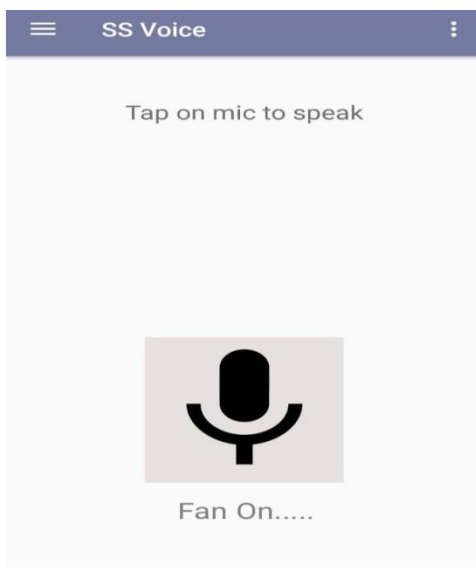 SS Voice
Tap on mic to speak
Fan On.....